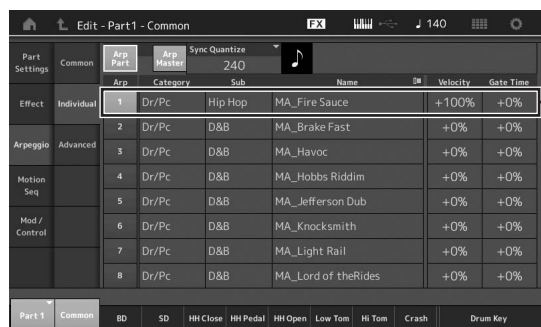 Edit - Part1 - Common FX 140
Part Settings Common Arp Part Arp Master Sync Quantize 240
Arp Category Sub Name Velocity Gate Time
Effect Individual 1 Dr/Pc Hip Hop MA_Fire Sauce +100% +0%
2 Dr/Pc D&B MA_Brake Fast +0% +0%
Arpeggio Advanced 3 Dr/Pc D&B MA_Havoc +0% +0%
Motion Seq 4 Dr/Pc D&B MA_Hobbs Riddim +0% +0%
5 Dr/Pc D&B MA_Jefferson Dub +0% +0%
Mod / Control 6 Dr/Pc D&B MA_Knocksmith +0% +0%
7 Dr/Pc D&B MA_Light Rail +0% +0%
8 Dr/Pc D&B MA_Lord of theRides +0% +0%
Part 1 Common BD SD HH Close HH Pedal HH Open Low Tom Hi Tom Crash Drum Key